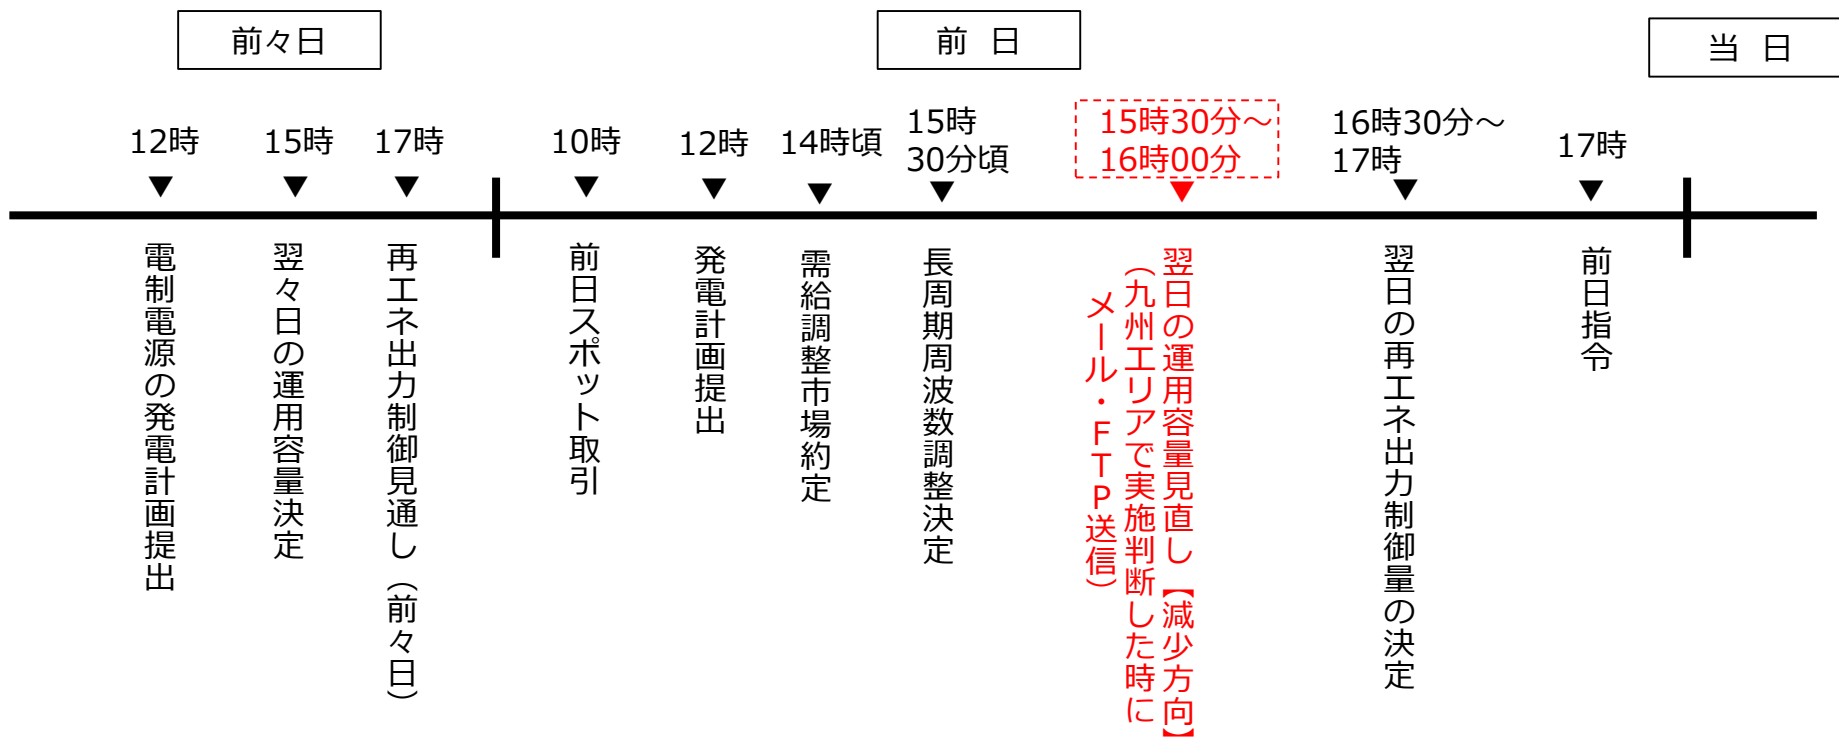 前々日
前 日
当 日
12時
15時
17時
10時
12時
14時頃
15時
30分頃
15時30分～
16時00分
16時30分～
17時
17時
電制電源の発電計画提出
翌々日の運用容量決定
再エネ出力制御見通し（前々日）
前日スポット取引
発電計画提出
需給調整市場約定
長周期周波数調整決定
翌日の運用容量見直し【減少方向】
（九州エリアで実施判断した時に
メール・FTP送信）
翌日の再エネ出力制御量の決定
前日指令